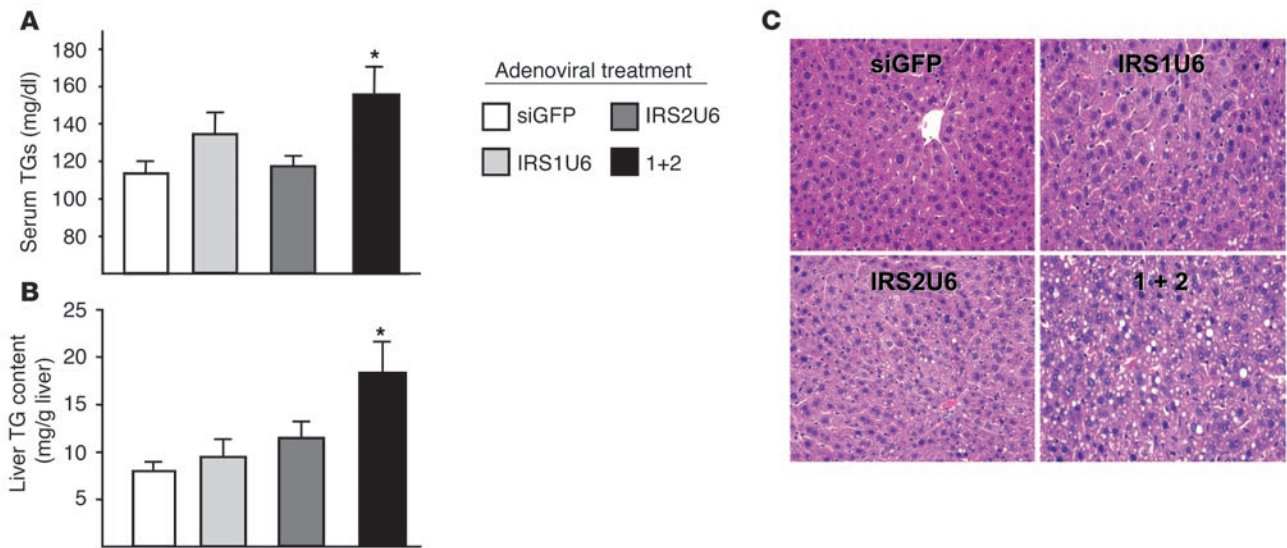 A
Serum TGs (mg/dl)
180
160
140
120
100
80
*
Adenoviral treatment
siGFP
IRS2U6
IRS1U6
1+2
B
Liver TG content
(mg/g liver)
25
20
15
10
5
*
C
siGFP
IRS1U6
IRS2U6
1 + 2